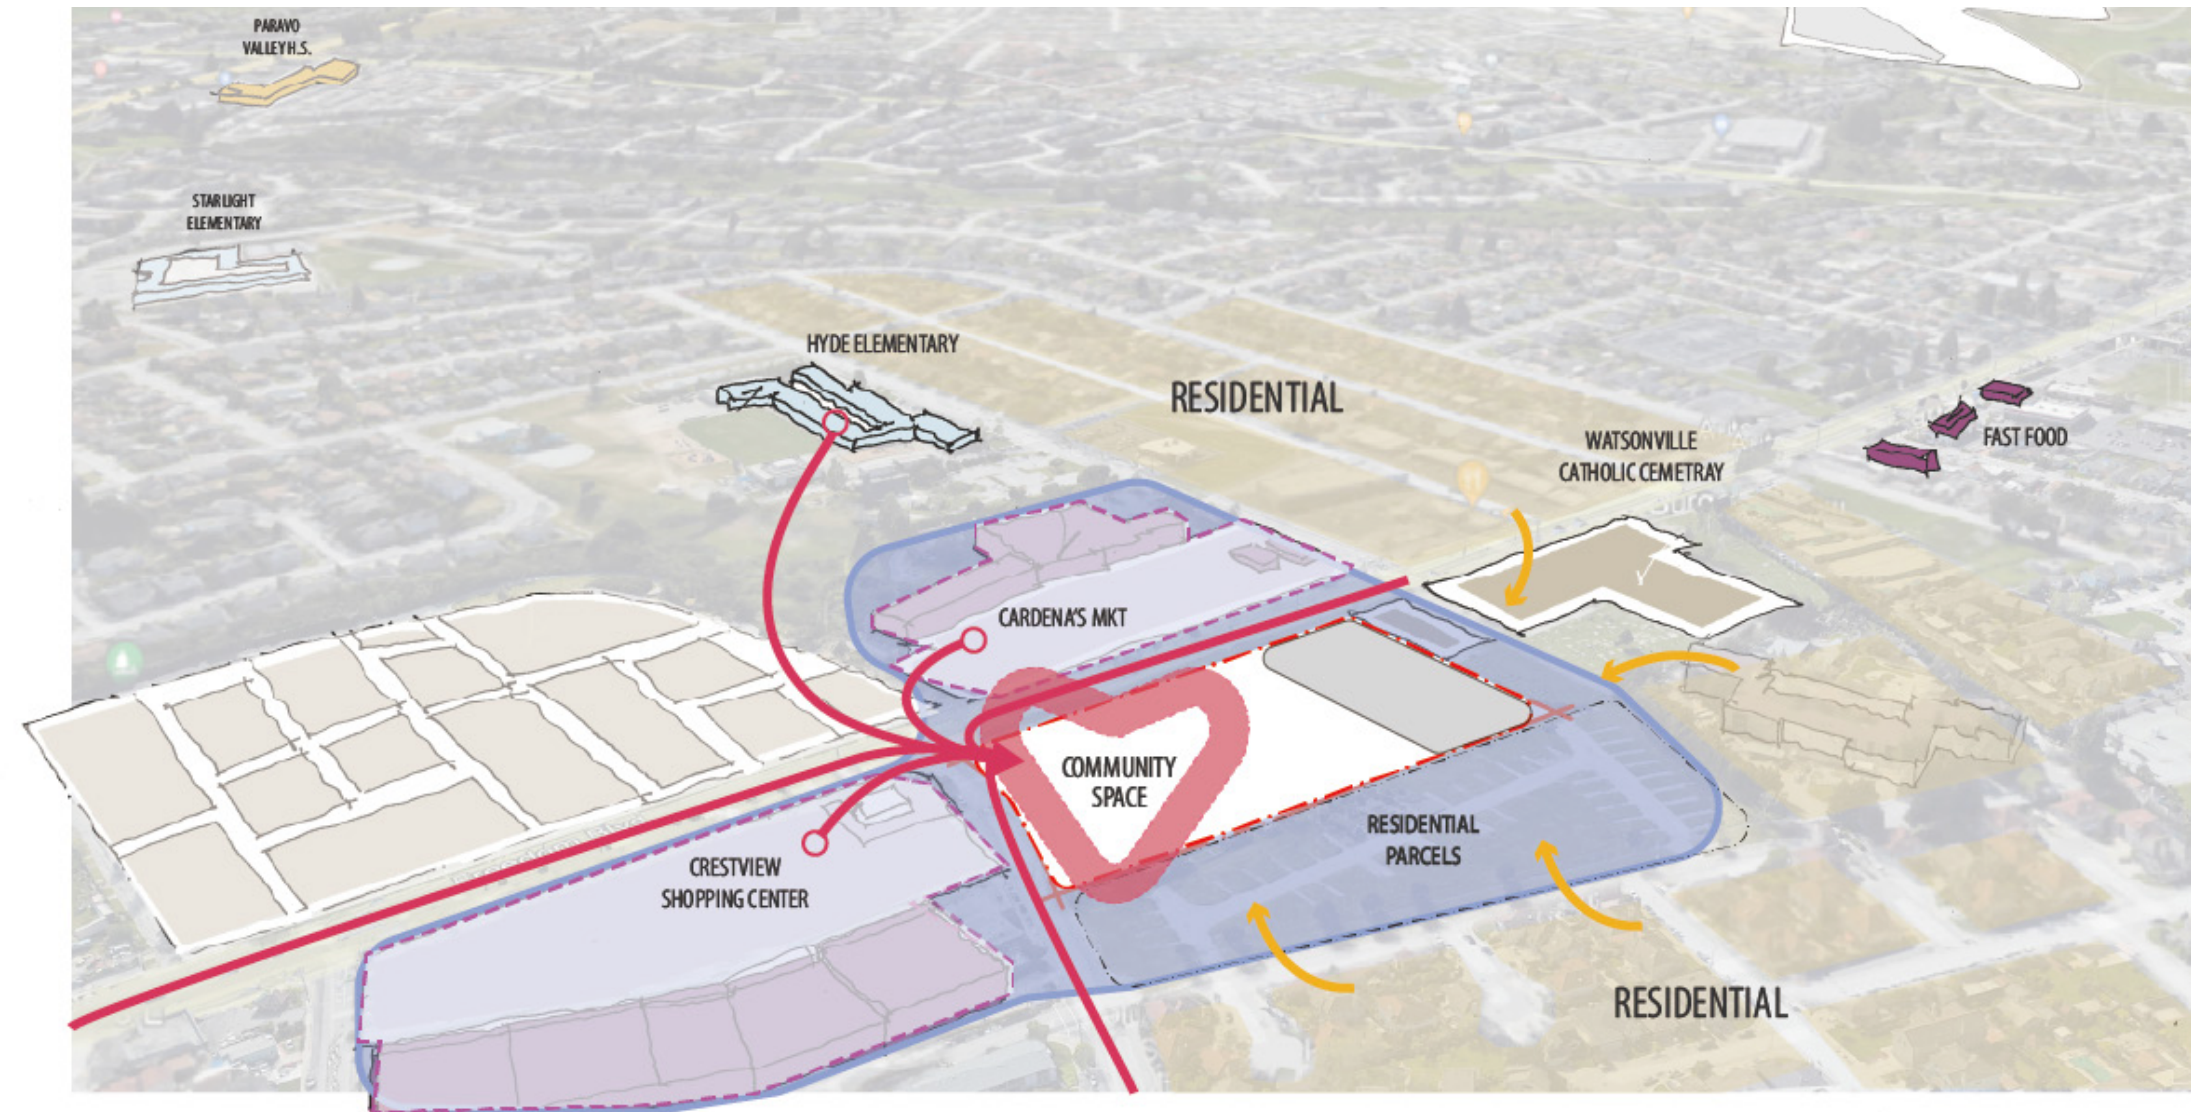 PARAVO
VALLEY H.S.
STARLIGHT
ELEMENTARY
HYDE ELEMENTARY
RESIDENTIAL
WATSONVILLE
CATHOLIC CEMETRAY
FAST FOOD
CARDENA'S MKT
COMMUNITY
SPACE
RESIDENTIAL
PARCELS
CRESTVIEW
SHOPPING CENTER
RESIDENTIAL